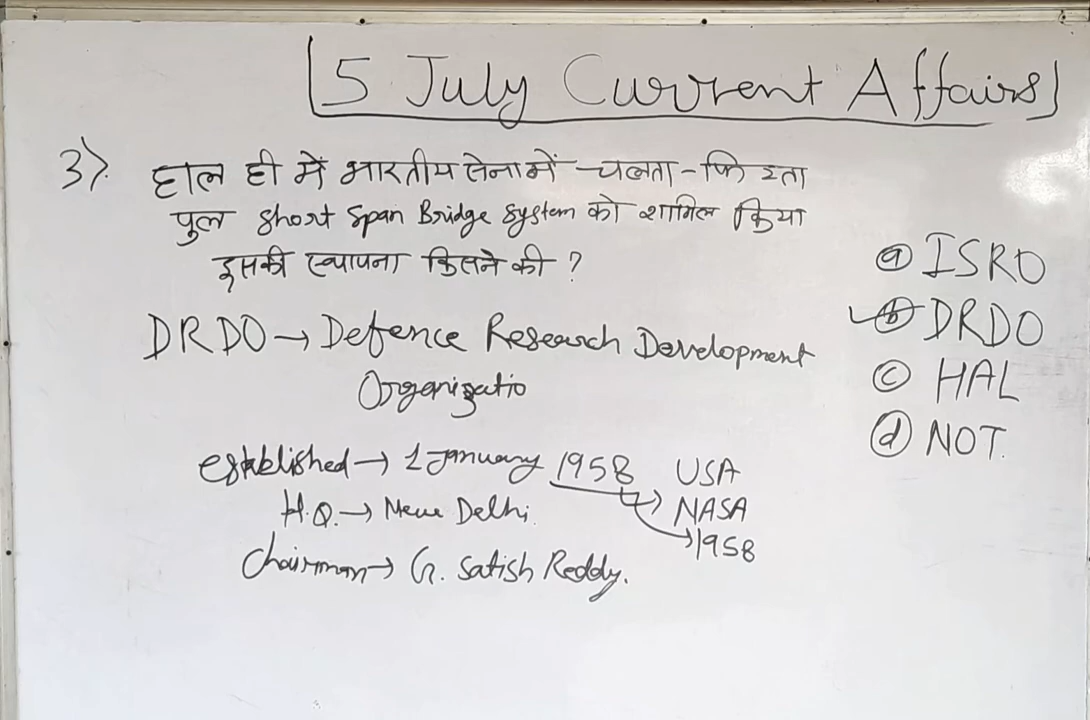 5 July Current Affairs
3) हाल ही में भारतीय सेना में चलता-फिरता
पुल Short Span Bridge System को शामिल किया
इसकी स्थापना किसने की ?
ⓐ ISRO
ⓑ DRDO
ⓒ HAL
ⓓ NOT.
DRDO → Defence Research Development
Organizatio
established → 1 January 1958 USA
→ NASA
H.Q. → New Delhi.
→ 1958
Chairman → G. Satish Reddy.